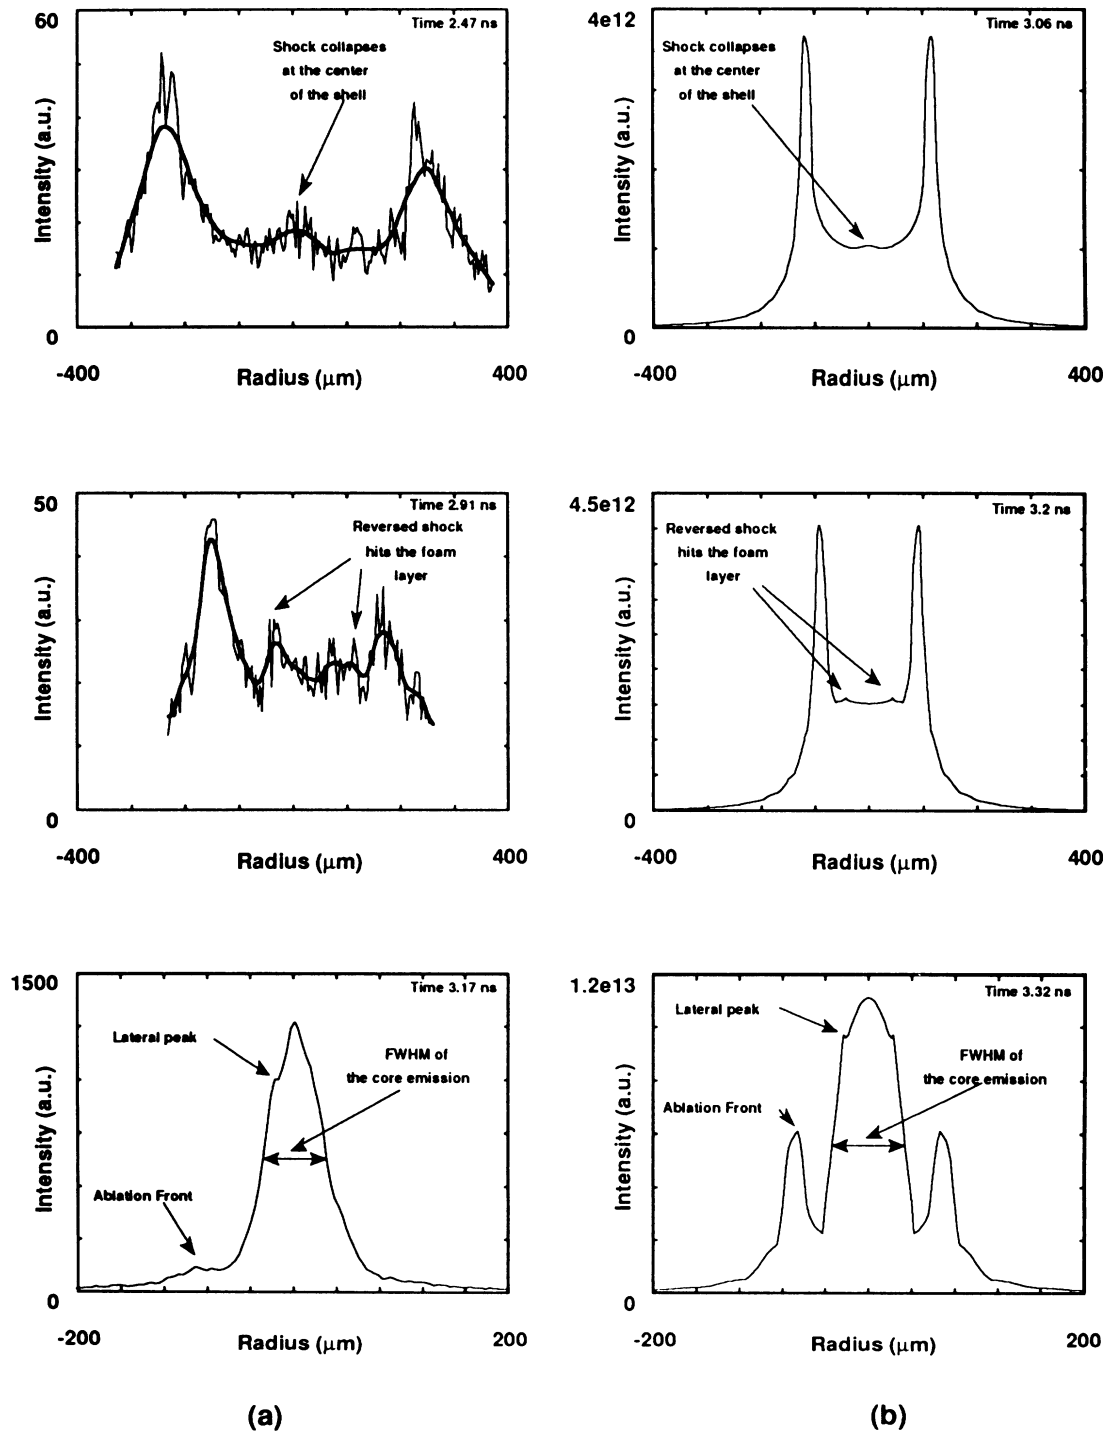 60
Time 2.47 ns
Shock collapses
at the center
of the shell
Intensity (a.u.)
0
-400
Radius (µm)
400
4e12
Time 3.06 ns
Shock collapses
at the center
of the shell
Intensity (a.u.)
0
-400
Radius (µm)
400
50
Time 2.91 ns
Reversed shock
hits the foam
layer
Intensity (a.u.)
0
-400
Radius (µm)
400
4.5e12
Time 3.2 ns
Reversed shock
hits the foam
layer
Intensity (a.u.)
0
-400
Radius (µm)
400
1500
Time 3.17 ns
Lateral peak
FWHM of
the core emission
Ablation Front
Intensity (a.u.)
0
-200
Radius (µm)
200
1.2e13
Time 3.32 ns
Lateral peak
FWHM of
the core emission
Ablation Front
Intensity (a.u.)
0
-200
Radius (µm)
200
(a)
(b)